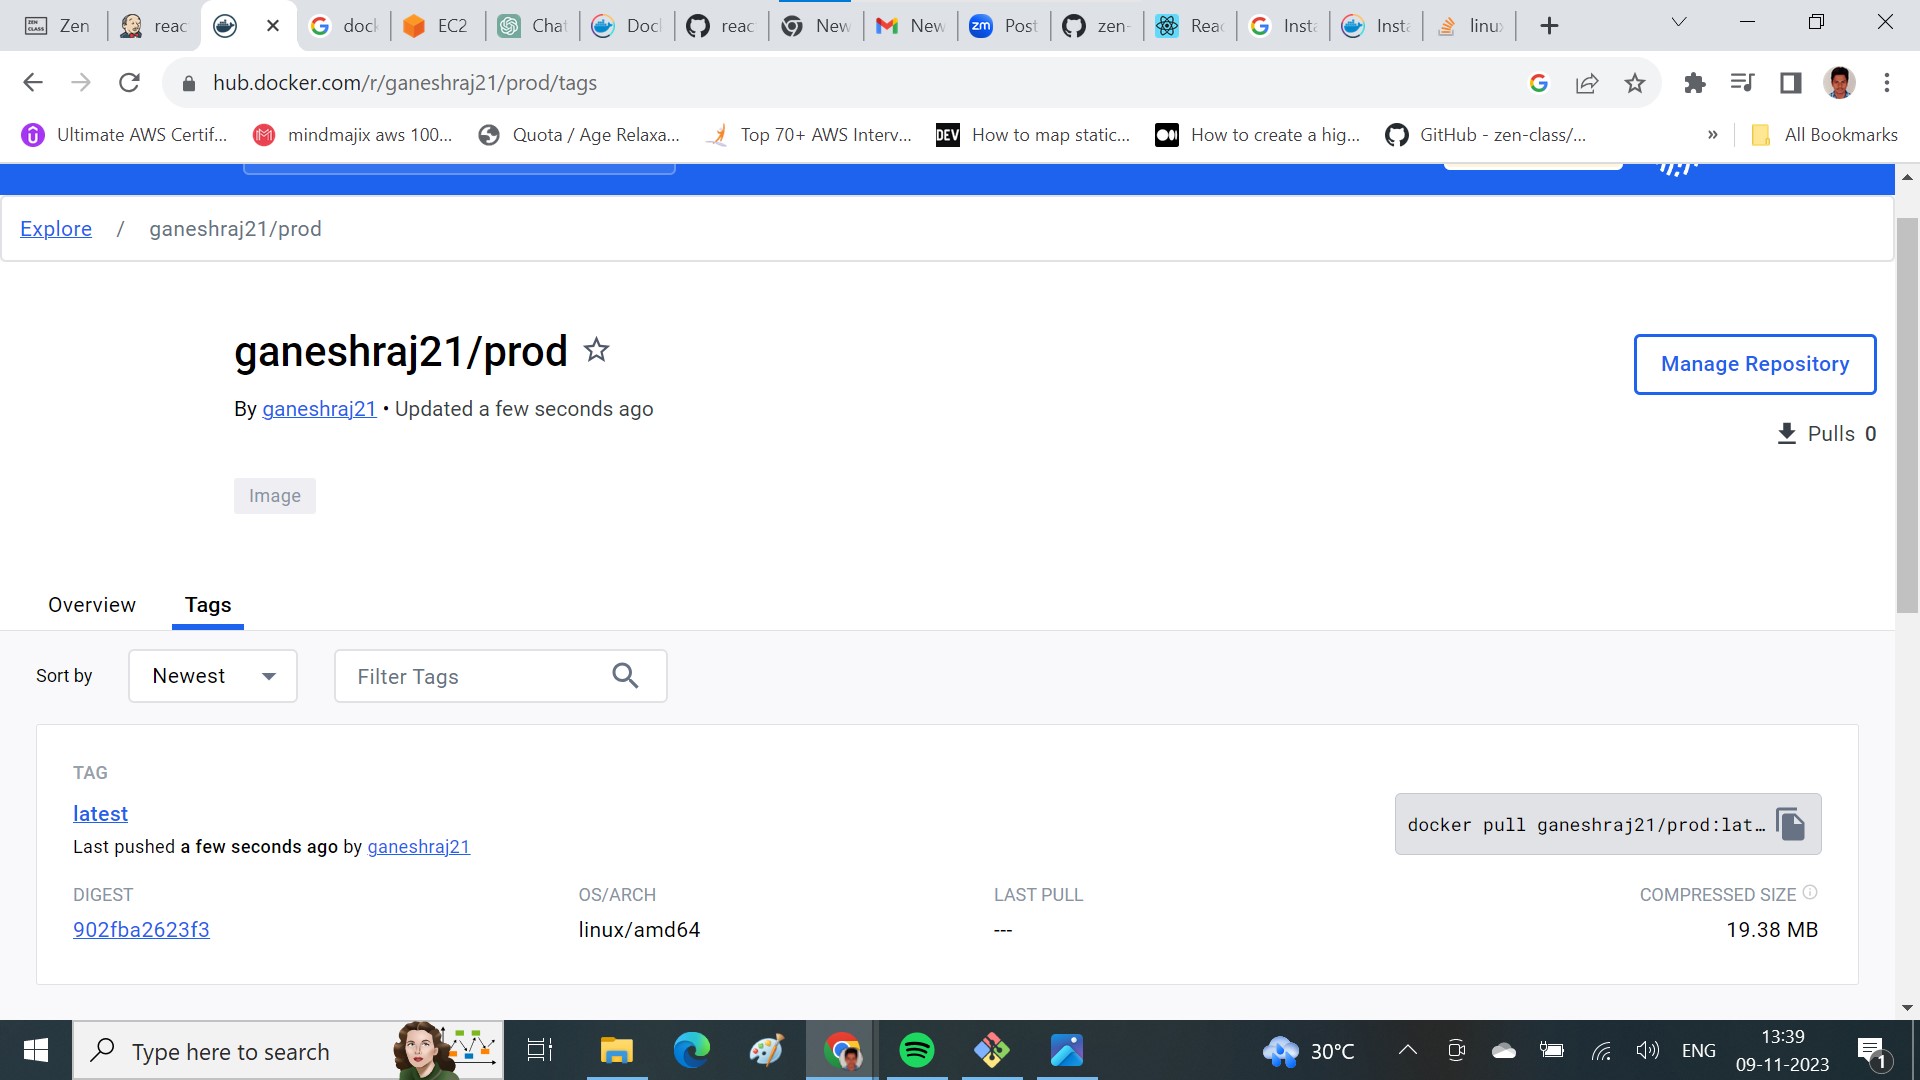 Zen
reac
dock
EC2
Chat
Doc
reac
New
New
Post
zen-
Reac
Insta
Insta
linux
hub.docker.com/r/ganeshraj21/prod/tags
Ultimate AWS Certif...
mindmajix aws 100...
Quota / Age Relaxa...
Top 70+ AWS Interv...
DEV
How to map static...
How to create a hig...
GitHub - zen-class/...
»
All Bookmarks
Explore / ganeshraj21/prod
ganeshraj21/prod
Manage Repository
By ganeshraj21 • Updated a few seconds ago
Pulls 0
Image
Overview
Tags
Sort by
Newest
Filter Tags
TAG
latest
docker pull ganeshraj21/prod:lat…
Last pushed a few seconds ago by ganeshraj21
DIGEST
OS/ARCH
LAST PULL
COMPRESSED SIZE
902fba2623f3
linux/amd64
---
19.38 MB
Type here to search
30°C
ENG
13:39
09-11-2023
1